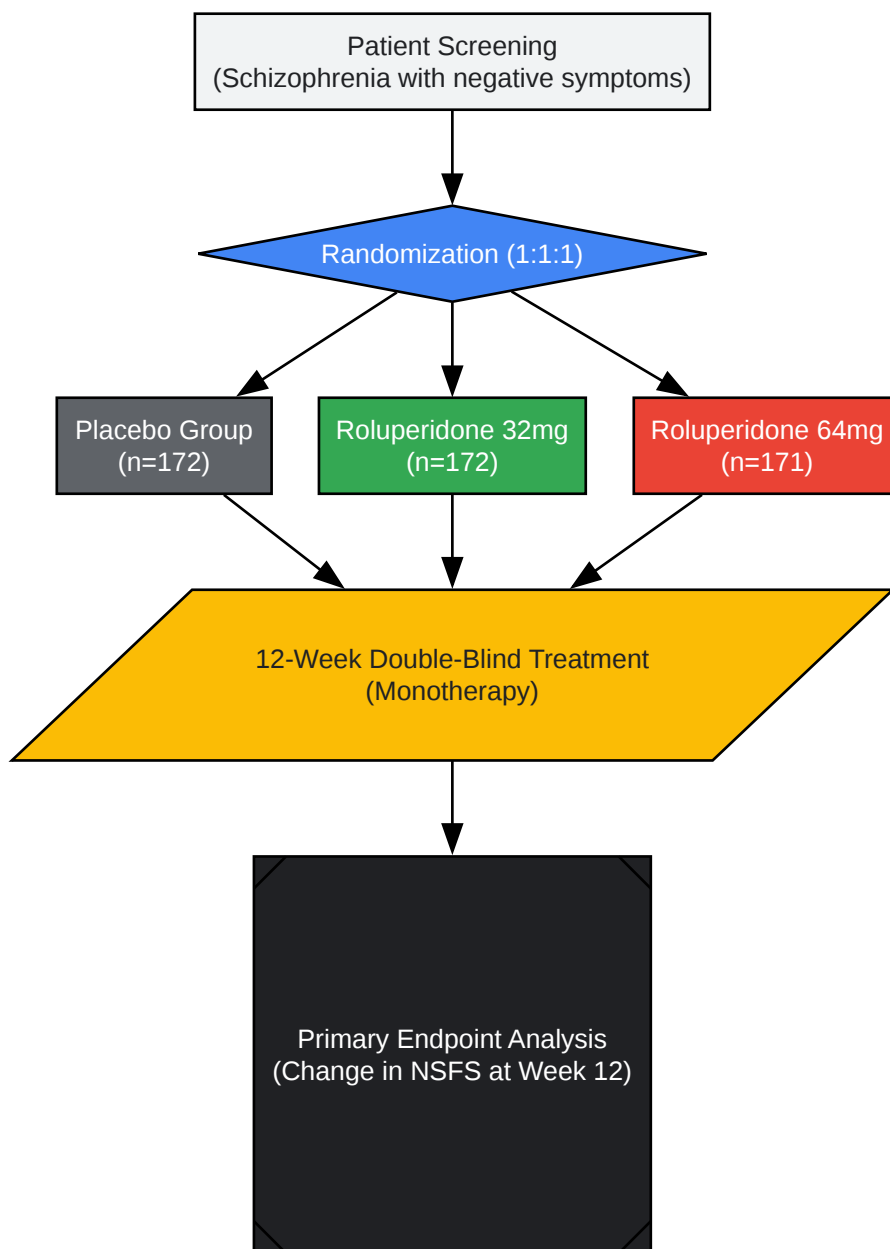 Patient Screening
(Schizophrenia with negative symptoms)
Randomization (1:1:1)
Placebo Group
(n=172)
Roluperidone 32mg
(n=172)
Roluperidone 64mg
(n=171)
12-Week Double-Blind Treatment
(Monotherapy)
Primary Endpoint Analysis
(Change in NSFS at Week 12)